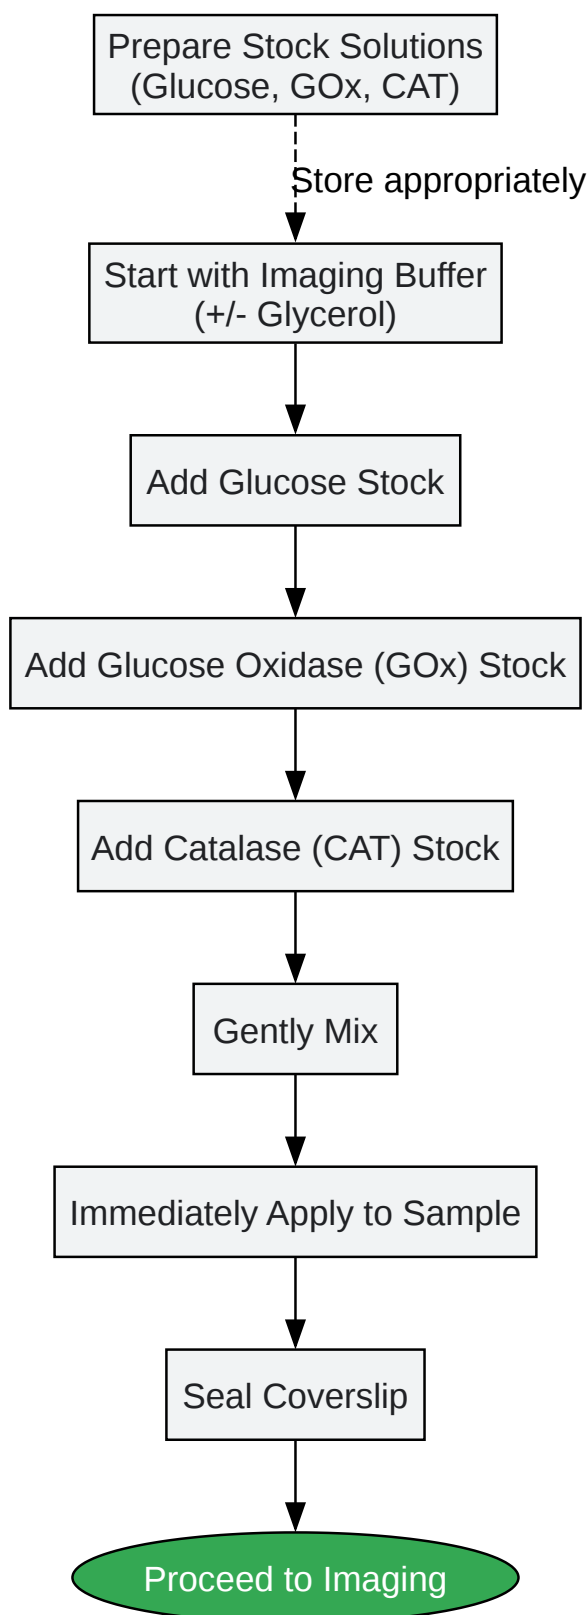 Prepare Stock Solutions
(Glucose, GOx, CAT)
Store appropriately
Start with Imaging Buffer
(+/- Glycerol)
Add Glucose Stock
Add Glucose Oxidase (GOx) Stock
Add Catalase (CAT) Stock
Gently Mix
Immediately Apply to Sample
Seal Coverslip
Proceed to Imaging